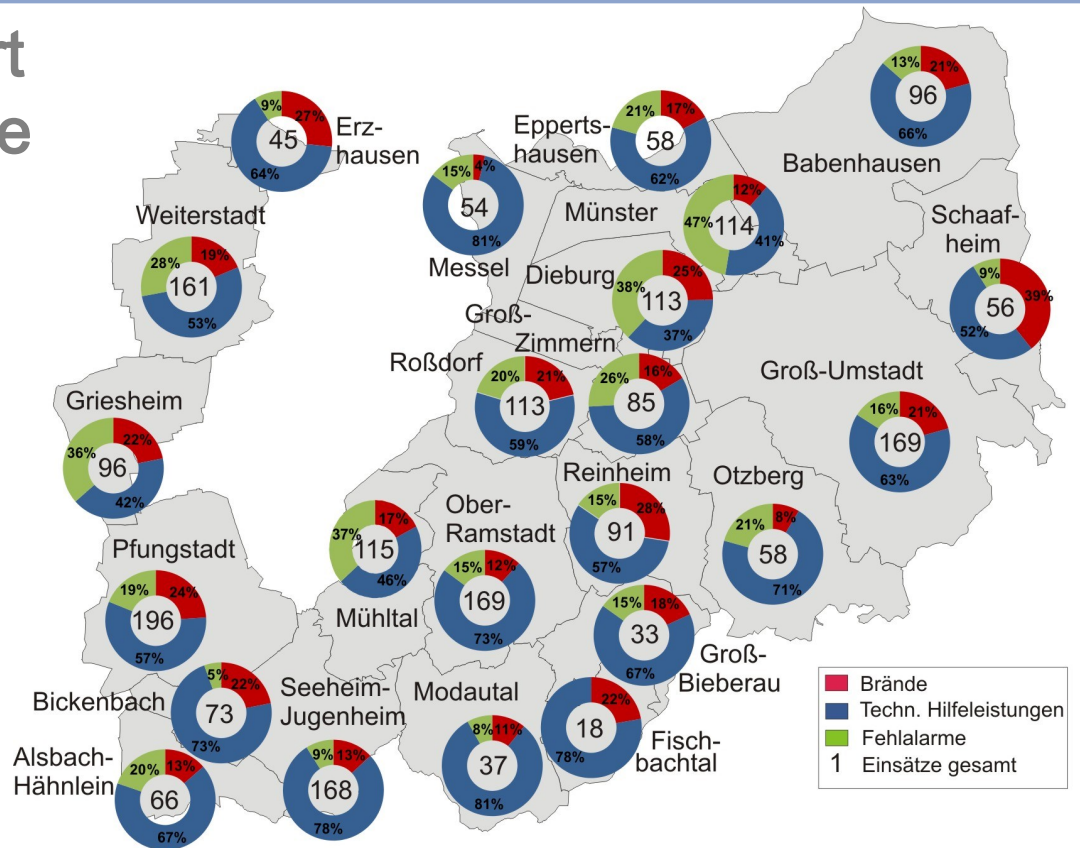 rt
e
Erz-
hausen
45
9%
27%
64%
Epperts-
hausen
58
21%
17%
62%
Babenhausen
96
13%
21%
66%
Weiterstadt
161
28%
19%
53%
Messel
54
15%
4%
81%
Münster
114
47%
12%
41%
Schaaf-
heim
56
9%
39%
52%
Dieburg
113
38%
25%
37%
Groß-
Zimmern
85
26%
16%
58%
Roßdorf
113
20%
21%
59%
Groß-Umstadt
169
16%
21%
63%
Griesheim
96
36%
22%
42%
Reinheim
91
15%
28%
57%
Otzberg
58
21%
8%
71%
Ober-
Ramstadt
169
15%
12%
73%
Mühltal
115
37%
17%
46%
Pfungstadt
196
19%
24%
57%
Groß-
Bieberau
33
15%
18%
67%
Bickenbach
73
5%
22%
73%
Seeheim-
Jugenheim
168
9%
13%
78%
Modautal
37
8%
11%
81%
Fisch-
bachtal
18
22%
78%
Alsbach-
Hähnlein
66
20%
13%
67%
Brände
Techn. Hilfeleistungen
Fehlalarme
1 Einsätze gesamt